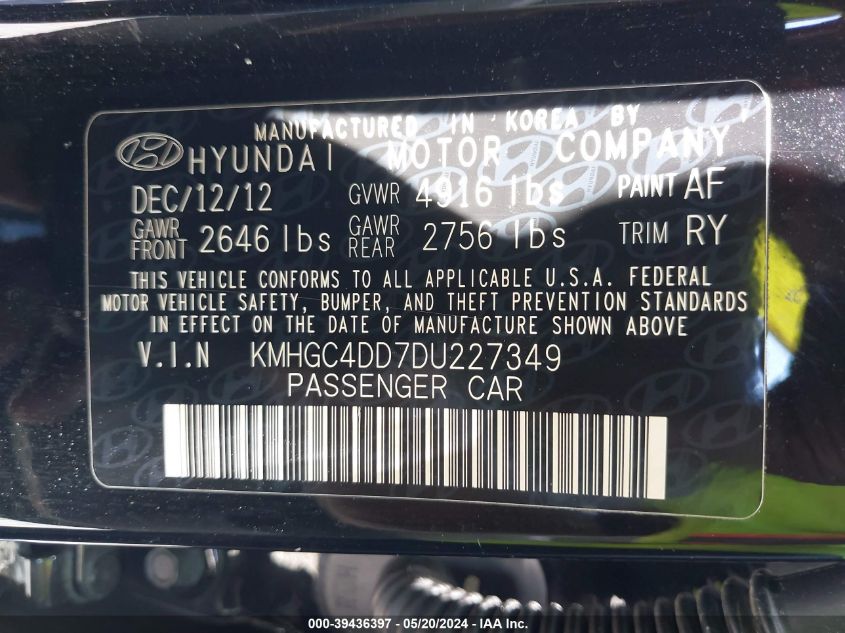 MANUFACTURED IN KOREA BY
HYUNDAI MOTOR COMPANY
DEC/12/12 GVWR 4916 lbs PAINT AF
GAWR FRONT 2646 lbs GAWR REAR 2756 lbs TRIM RY
THIS VEHICLE CONFORMS TO ALL APPLICABLE U.S.A. FEDERAL
MOTOR VEHICLE SAFETY, BUMPER, AND THEFT PREVENTION STANDARDS
IN EFFECT ON THE DATE OF MANUFACTURE SHOWN ABOVE
V.I.N KMHGC4DD7DU227349
PASSENGER CAR
000-39436397 - 05/20/2024 - IAA Inc.